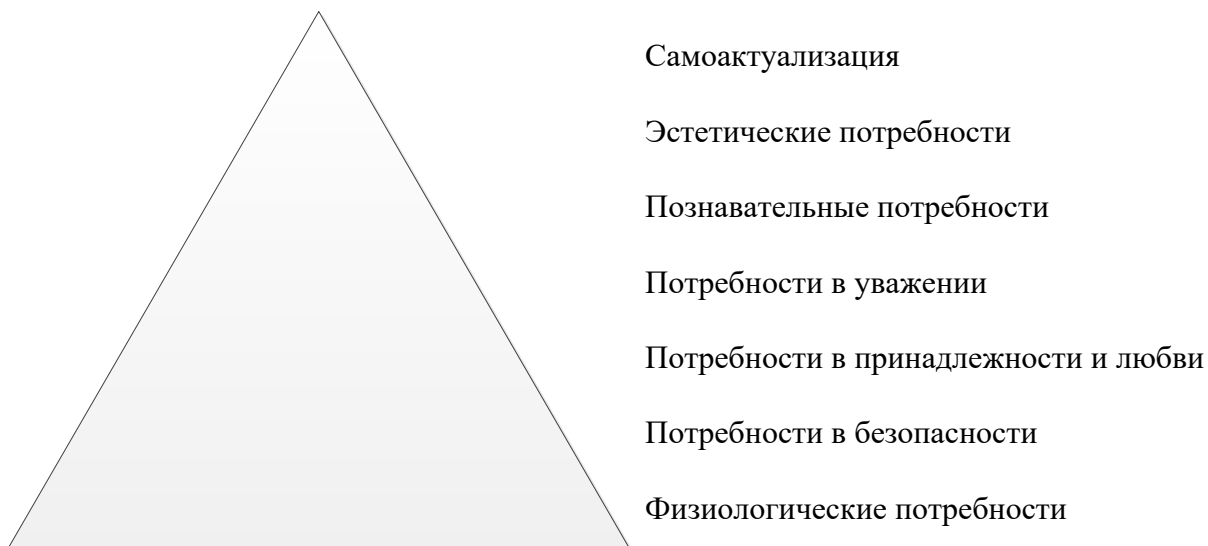 Самоактуализация
Эстетические потребности
Познавательные потребности
Потребности в уважении
Потребности в принадлежности и любви
Потребности в безопасности
Физиологические потребности